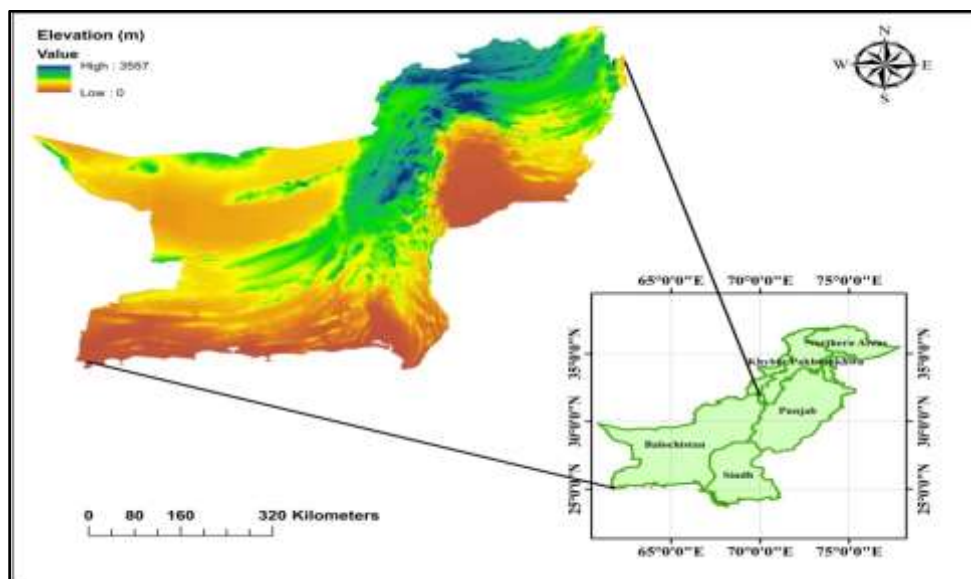 Elevation (m)
Value
High : 3557
Low : 0
N
W
E
S
65°0'0"E 70°0'0"E 75°0'0"E
Northern Areas
Khyber Pakhtunkhwa
Punjab
Balochistan
Sindh
35°0'0"N
30°0'0"N
25°0'0"N
35°0'0"N
30°0'0"N
25°0'0"N
65°0'0"E 70°0'0"E 75°0'0"E
0 80 160 320 Kilometers